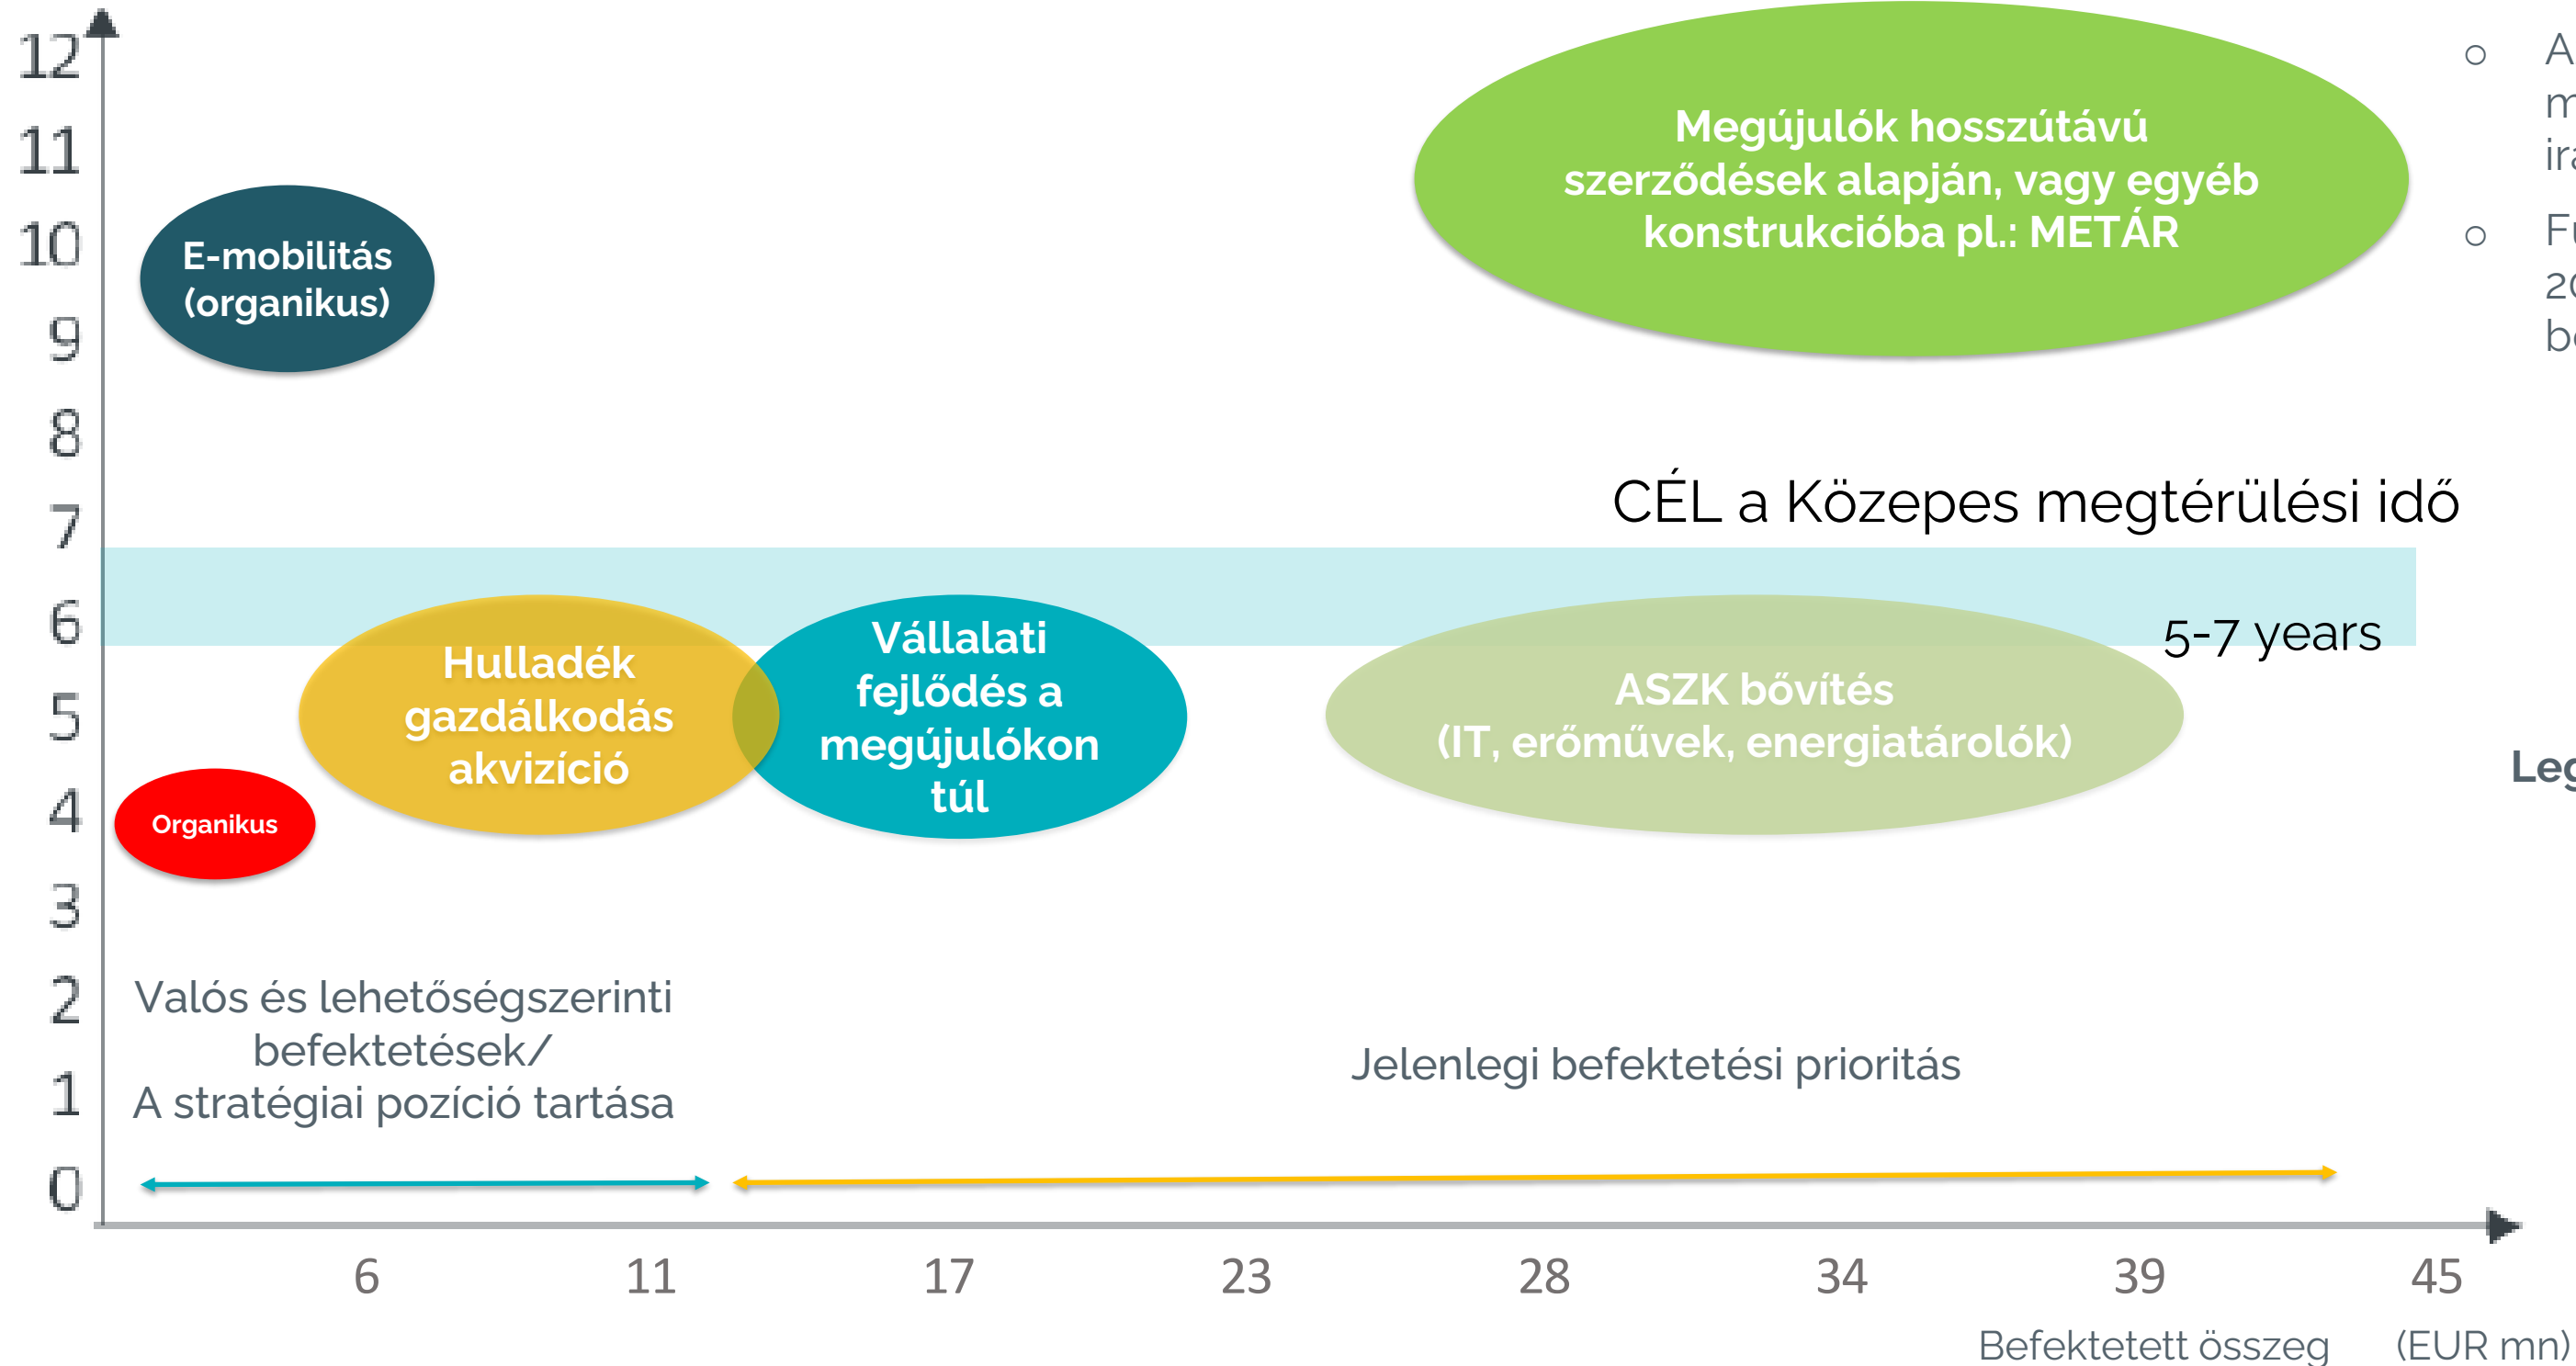 12
11
10
9
8
7
6
5
4
3
2
1
0
E-mobilitás
(organikus)
Megújulók hosszútávú
szerződések alapján, vagy egyéb
konstrukcióba pl.: METÁR
CÉL a Közepes megtérülési idő
5-7 years
Hulladék
gazdálkodás
akvizíció
Vállalati
fejlődés a
megújulókon
túl
ASZK bővítés
(IT, erőművek, energiatárolók)
Organikus
Valós és lehetőségszerinti
befektetések/
A stratégiai pozíció tartása
Jelenlegi befektetési prioritás
6 11 17 23 28 34 39 45
Befektetett összeg (EUR mn)